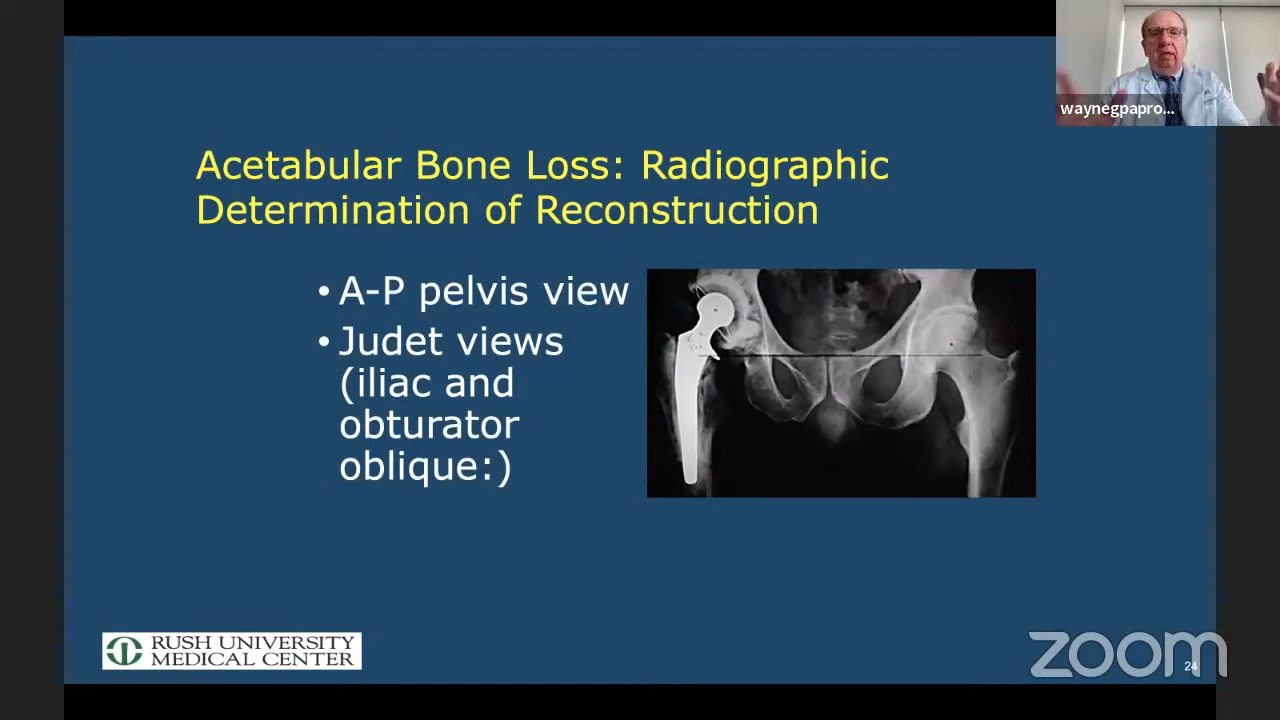 waynegpapro...
Acetabular Bone Loss: Radiographic
Determination of Reconstruction
• A-P pelvis view
• Judet views
(iliac and
obturator
oblique:)
RUSH UNIVERSITY
MEDICAL CENTER
zoom
24